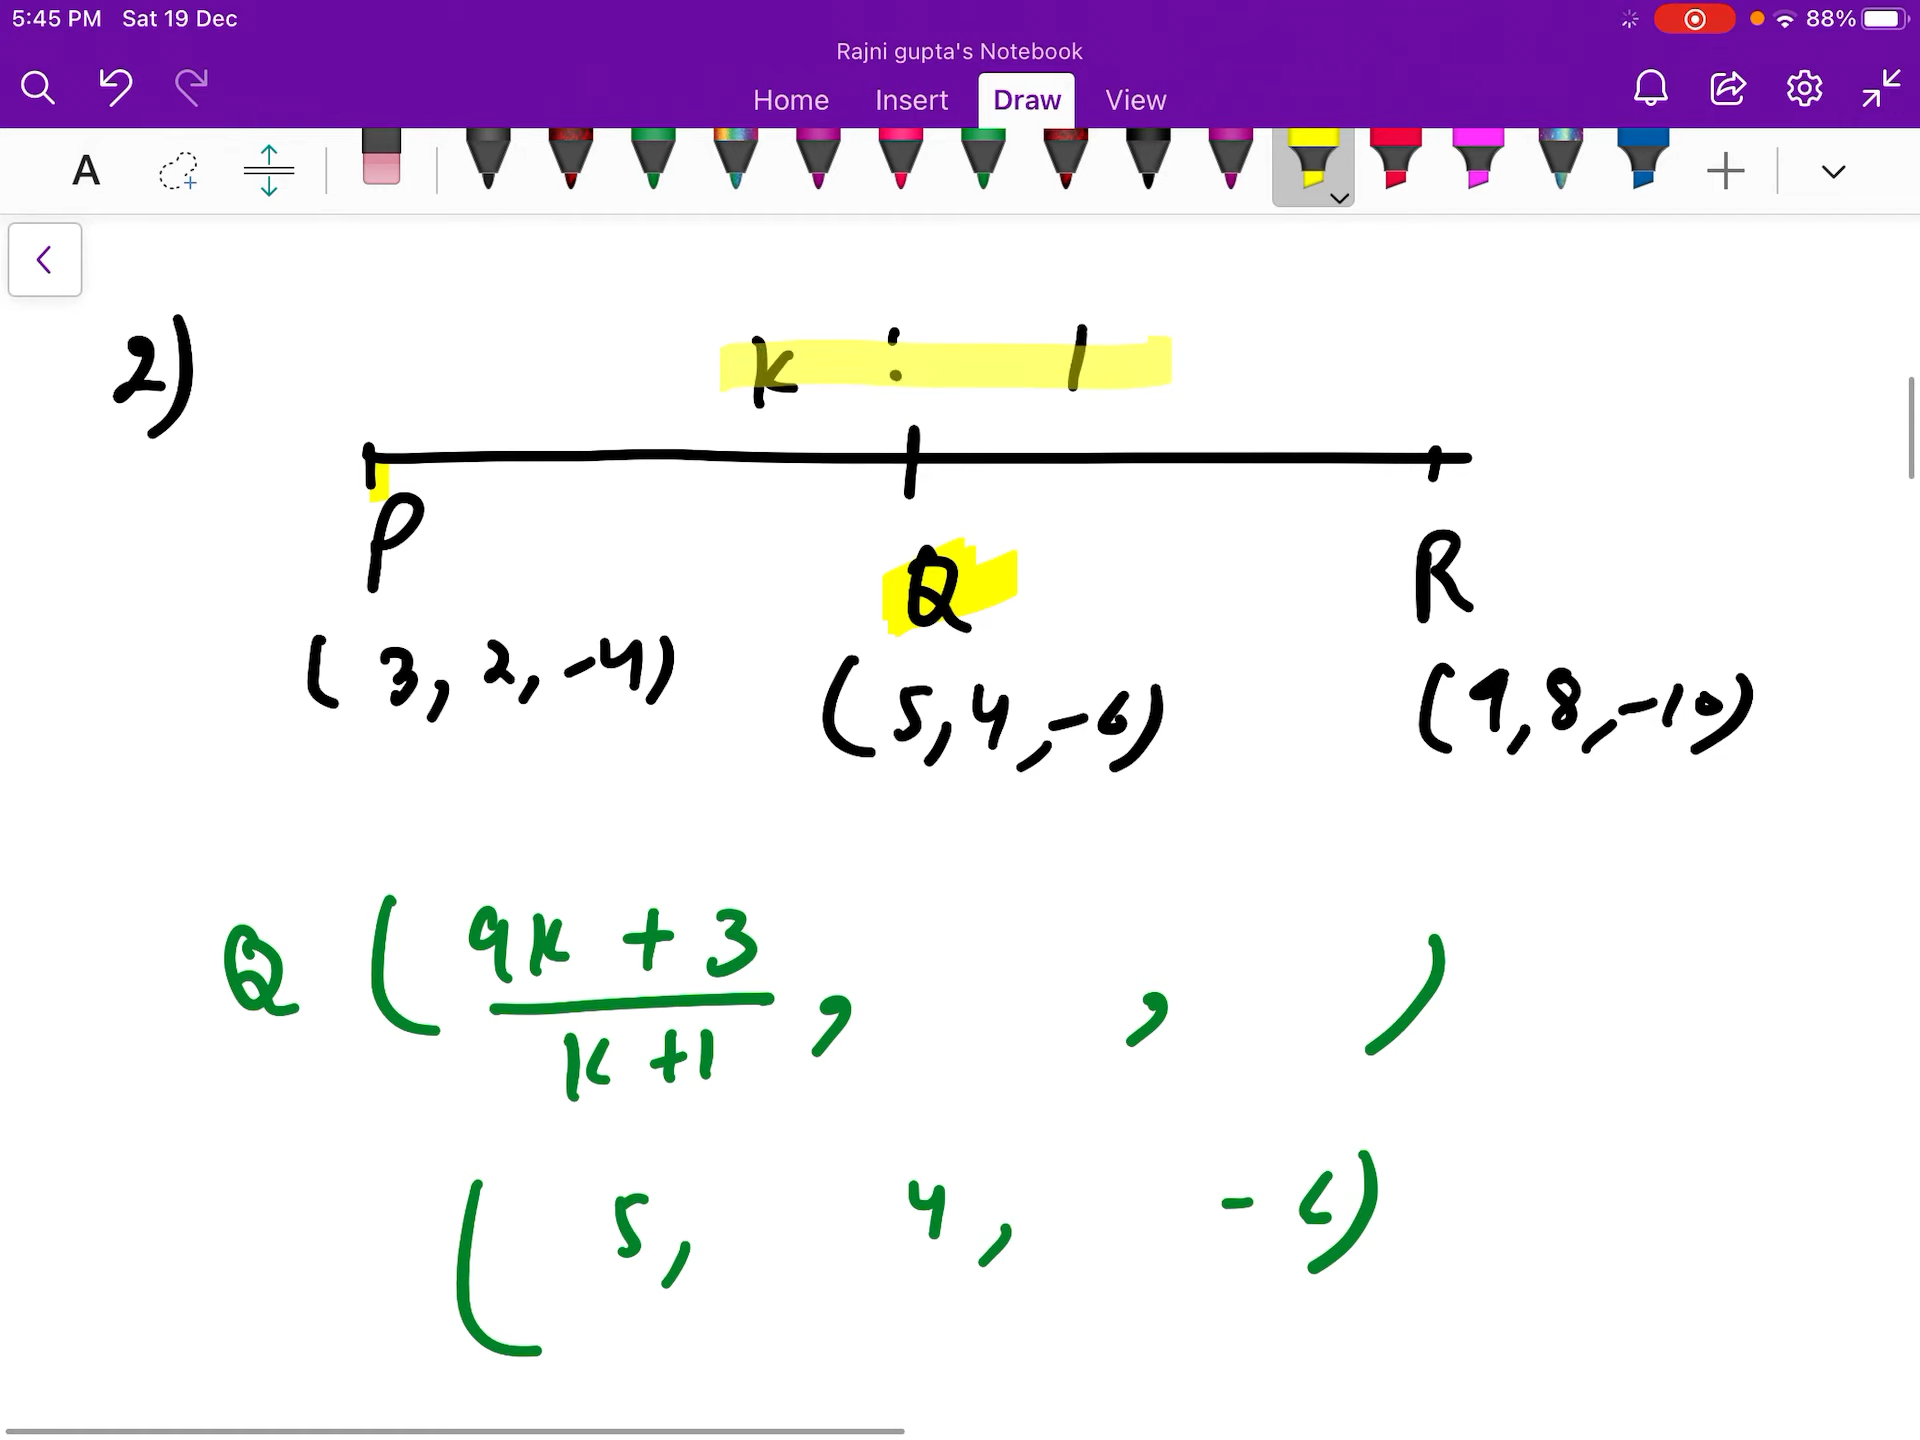 5:45 PM Sat 19 Dec
88%
Rajni gupta's Notebook
Home Insert Draw View
A
2)
k : 1
P
Q
R
(3, 2, -4)
(5, 4, -6)
(9, 8, -10)
Q ( 9k + 3 / k + 1 , , )
( 5, 4, -6)